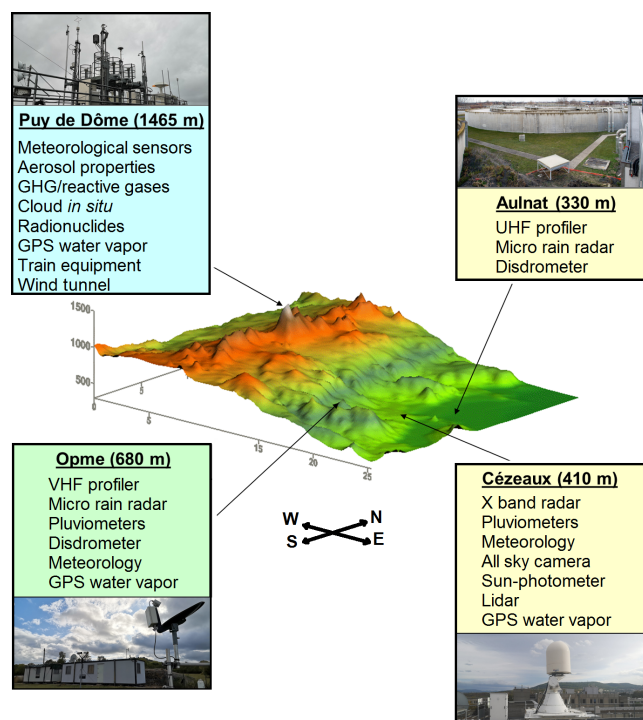 Puy de Dôme (1465 m)
Meteorological sensors
Aerosol properties
GHG/reactive gases
Cloud in situ
Radionuclides
GPS water vapor
Train equipment
Wind tunnel
Aulnat (330 m)
UHF profiler
Micro rain radar
Disdrometer
1500
1000
500
0
5
5
15
20
25
Opme (680 m)
VHF profiler
Micro rain radar
Pluviometers
Disdrometer
Meteorology
GPS water vapor
W
N
S
E
Cézeaux (410 m)
X band radar
Pluviometers
Meteorology
All sky camera
Sun-photometer
Lidar
GPS water vapor